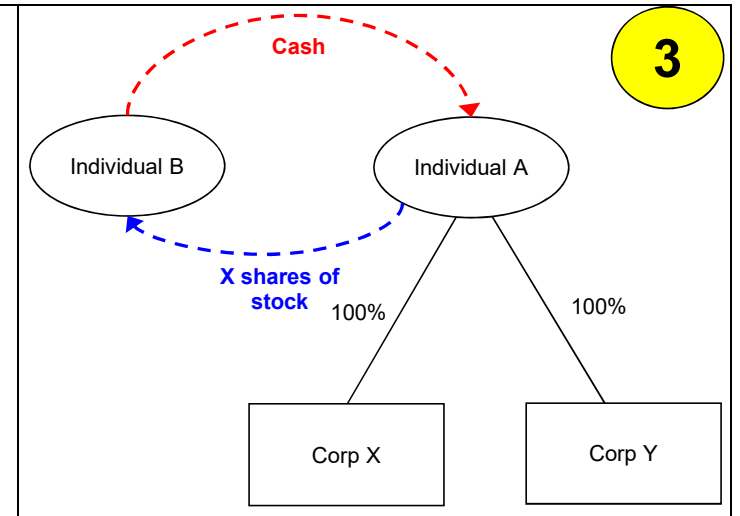 Cash
3
Individual B
Individual A
X shares of
stock
100%
100%
Corp X
Corp Y